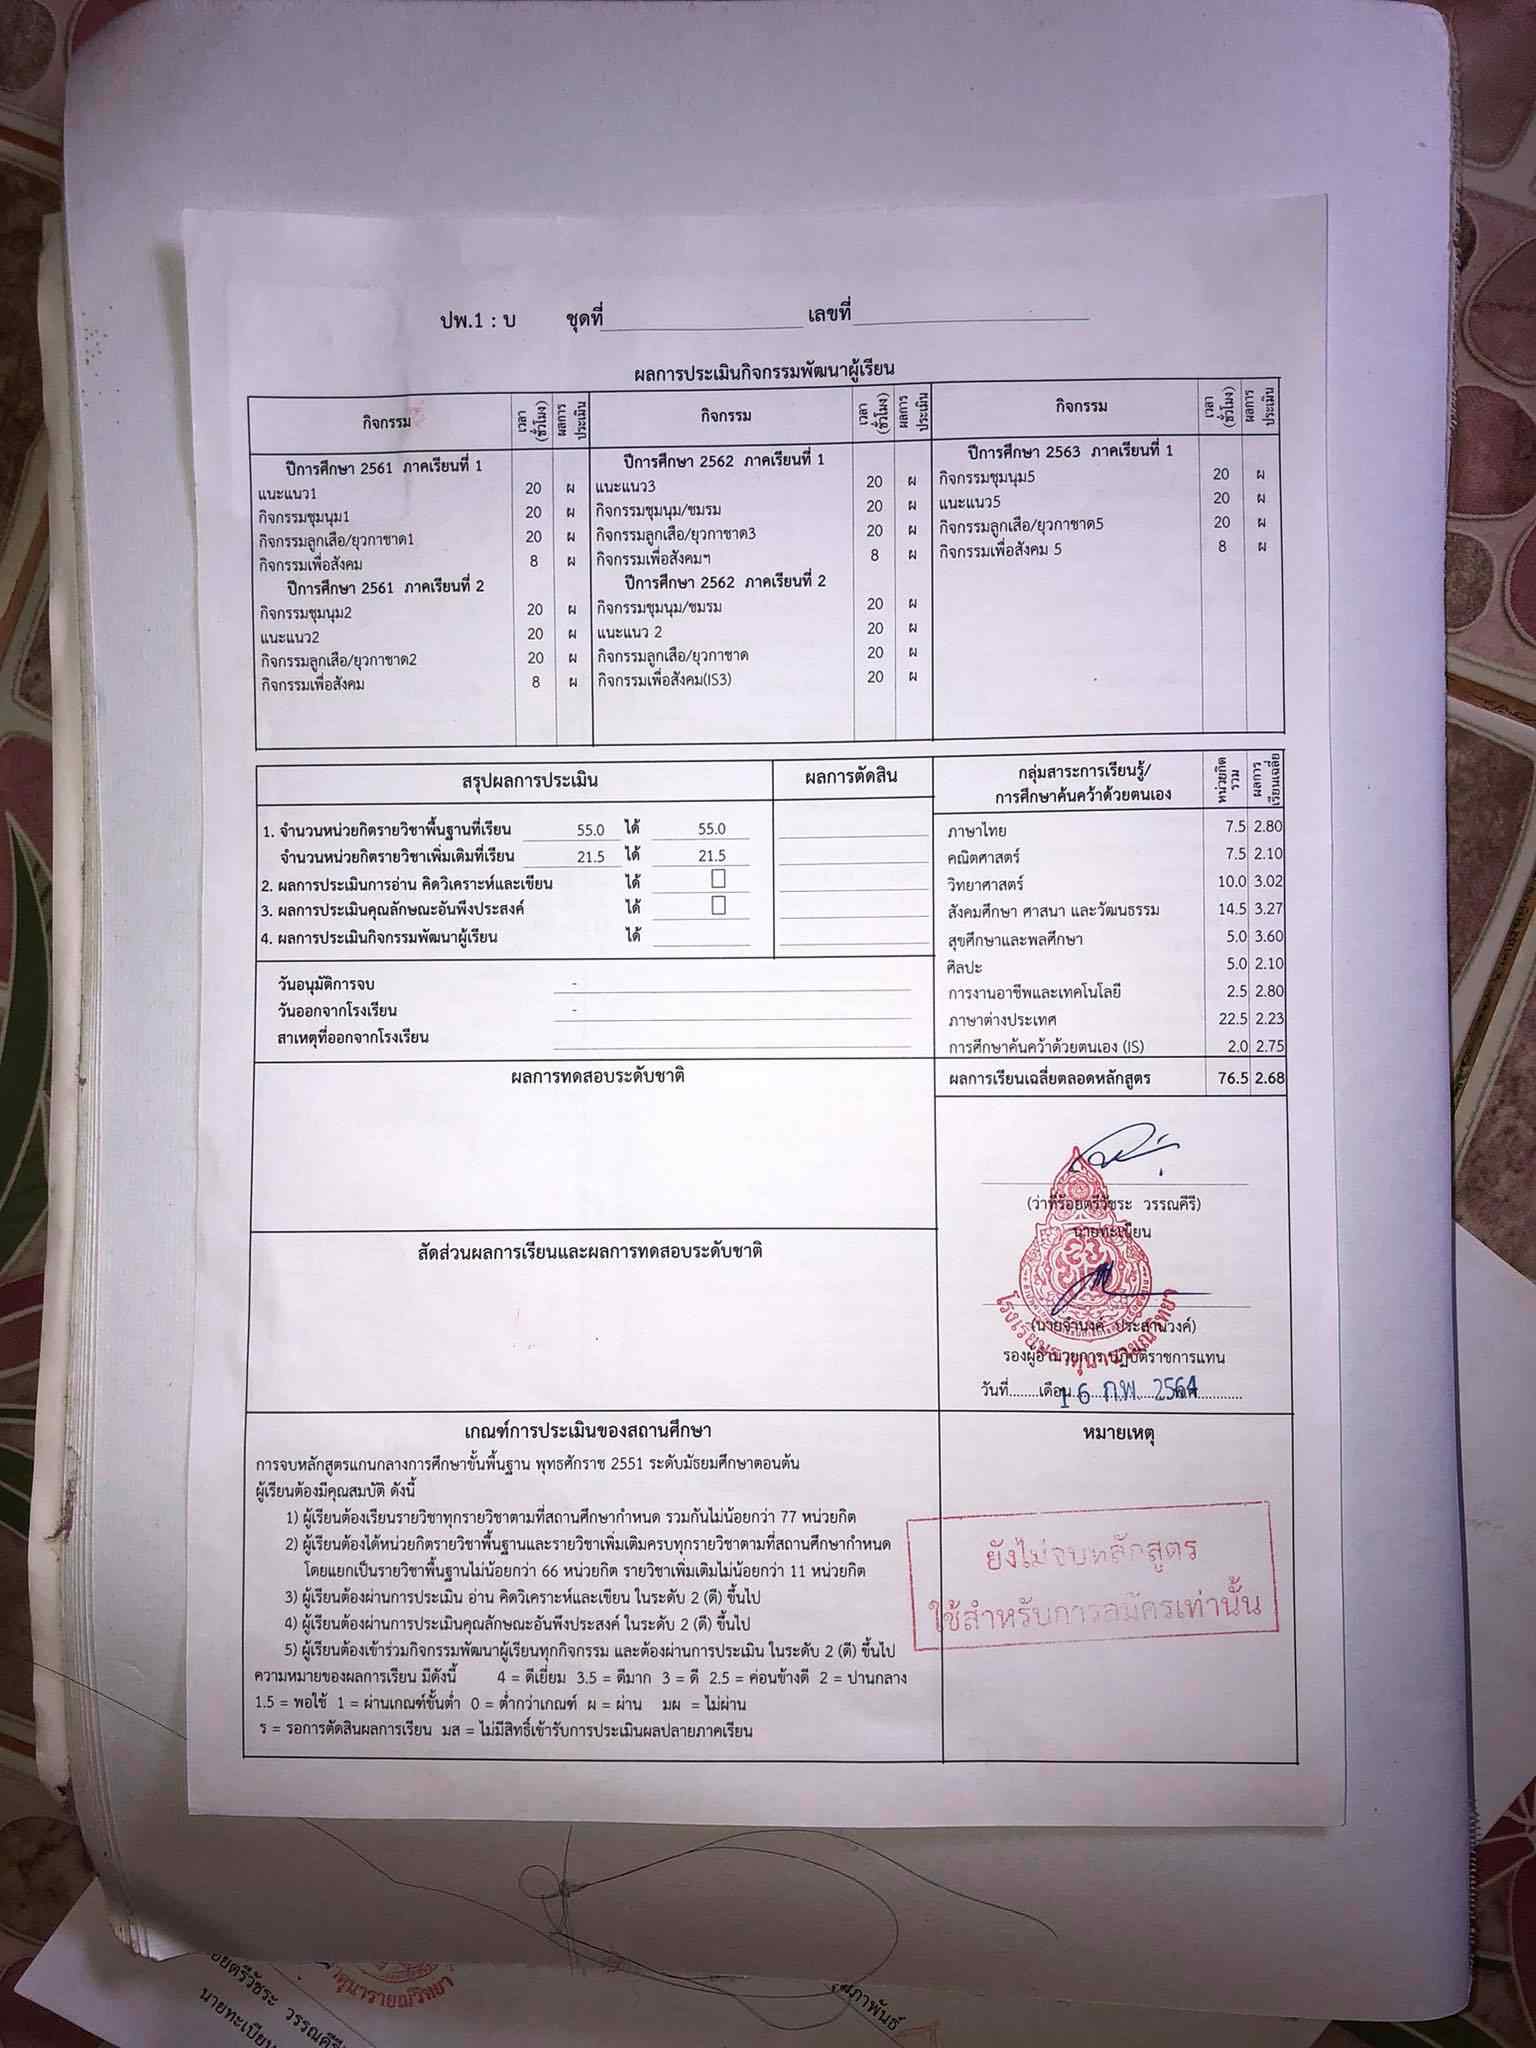 ปพ.1 : บ ชุดที่ เลขที่
ผลการประเมินกิจกรรมพัฒนาผู้เรียน
กิจกรรม เวลา (ชั่วโมง) ผลการประเมิน กิจกรรม เวลา (ชั่วโมง) ผลการประเมิน กิจกรรม เวลา (ชั่วโมง) ผลการประเมิน
ปีการศึกษา 2561 ภาคเรียนที่ 1
แนะแนว1 20 ผ
กิจกรรมชุมนุม1 20 ผ
กิจกรรมลูกเสือ/ยุวกาชาด1 20 ผ
กิจกรรมเพื่อสังคม 8 ผ
ปีการศึกษา 2561 ภาคเรียนที่ 2
กิจกรรมชุมนุม2 20 ผ
แนะแนว2 20 ผ
กิจกรรมลูกเสือ/ยุวกาชาด2 20 ผ
กิจกรรมเพื่อสังคม 8 ผ
ปีการศึกษา 2562 ภาคเรียนที่ 1
แนะแนว3 20 ผ
กิจกรรมชุมนุม/ชมรม 20 ผ
กิจกรรมลูกเสือ/ยุวกาชาด3 20 ผ
กิจกรรมเพื่อสังคมฯ 8 ผ
ปีการศึกษา 2562 ภาคเรียนที่ 2
กิจกรรมชุมนุม/ชมรม 20 ผ
แนะแนว 2 20 ผ
กิจกรรมลูกเสือ/ยุวกาชาด 20 ผ
กิจกรรมเพื่อสังคม(IS3) 20 ผ
ปีการศึกษา 2563 ภาคเรียนที่ 1
กิจกรรมชุมนุม5 20 ผ
แนะแนว5 20 ผ
กิจกรรมลูกเสือ/ยุวกาชาด5 20 ผ
กิจกรรมเพื่อสังคม 5 8 ผ
สรุปผลการประเมิน ผลการตัดสิน
1. จำนวนหน่วยกิตรายวิชาพื้นฐานที่เรียน 55.0 ได้ 55.0
จำนวนหน่วยกิตรายวิชาเพิ่มเติมที่เรียน 21.5 ได้ 21.5
2. ผลการประเมินการอ่าน คิดวิเคราะห์และเขียน ได้
3. ผลการประเมินคุณลักษณะอันพึงประสงค์ ได้
4. ผลการประเมินกิจกรรมพัฒนาผู้เรียน ได้
วันอนุมัติการจบ -
วันออกจากโรงเรียน -
สาเหตุที่ออกจากโรงเรียน
กลุ่มสาระการเรียนรู้/ หน่วยกิตรวม ผลการเรียนเฉลี่ย
การศึกษาค้นคว้าด้วยตนเอง
ภาษาไทย 7.5 2.80
คณิตศาสตร์ 7.5 2.10
วิทยาศาสตร์ 10.0 3.02
สังคมศึกษา ศาสนา และวัฒนธรรม 14.5 3.27
สุขศึกษาและพลศึกษา 5.0 3.60
ศิลปะ 5.0 2.10
การงานอาชีพและเทคโนโลยี 2.5 2.80
ภาษาต่างประเทศ 22.5 2.23
การศึกษาค้นคว้าด้วยตนเอง (IS) 2.0 2.75
ผลการเรียนเฉลี่ยตลอดหลักสูตร 76.5 2.68
ผลการทดสอบระดับชาติ
สัดส่วนผลการเรียนและผลการทดสอบระดับชาติ
(ว่าที่ร้อยตรีวัชระ วรรณคีรี)
นายทะเบียน
(นายจำนงค์ ประสานวงค์)
โรงเรียนธาตุนารายณ์วิทยา
รองผู้อำนวยการ ปฏิบัติราชการแทน
วันที่........เดือน
16 ก.พ. 2564
เกณฑ์การประเมินของสถานศึกษา
การจบหลักสูตรแกนกลางการศึกษาขั้นพื้นฐาน พุทธศักราช 2551 ระดับมัธยมศึกษาตอนต้น
ผู้เรียนต้องมีคุณสมบัติ ดังนี้
1) ผู้เรียนต้องเรียนรายวิชาทุกรายวิชาตามที่สถานศึกษากำหนด รวมกันไม่น้อยกว่า 77 หน่วยกิต
2) ผู้เรียนต้องได้หน่วยกิตรายวิชาพื้นฐานและรายวิชาเพิ่มเติมครบทุกรายวิชาตามที่สถานศึกษากำหนด
โดยแยกเป็นรายวิชาพื้นฐานไม่น้อยกว่า 66 หน่วยกิต รายวิชาเพิ่มเติมไม่น้อยกว่า 11 หน่วยกิต
3) ผู้เรียนต้องผ่านการประเมิน อ่าน คิดวิเคราะห์และเขียน ในระดับ 2 (ดี) ขึ้นไป
4) ผู้เรียนต้องผ่านการประเมินคุณลักษณะอันพึงประสงค์ ในระดับ 2 (ดี) ขึ้นไป
5) ผู้เรียนต้องเข้าร่วมกิจกรรมพัฒนาผู้เรียนทุกกิจกรรม และต้องผ่านการประเมิน ในระดับ 2 (ดี) ขึ้นไป
ความหมายของผลการเรียน มีดังนี้ 4 = ดีเยี่ยม 3.5 = ดีมาก 3 = ดี 2.5 = ค่อนข้างดี 2 = ปานกลาง
1.5 = พอใช้ 1 = ผ่านเกณฑ์ขั้นต่ำ 0 = ต่ำกว่าเกณฑ์ ผ = ผ่าน มผ = ไม่ผ่าน
ร = รอการตัดสินผลการเรียน มส = ไม่มีสิทธิ์เข้ารับการประเมินผลปลายภาคเรียน
หมายเหตุ
ยังไม่จบหลักสูตร
ใช้สำหรับการสมัครเท่านั้น
วรรณคีรี
นายทะเบียน